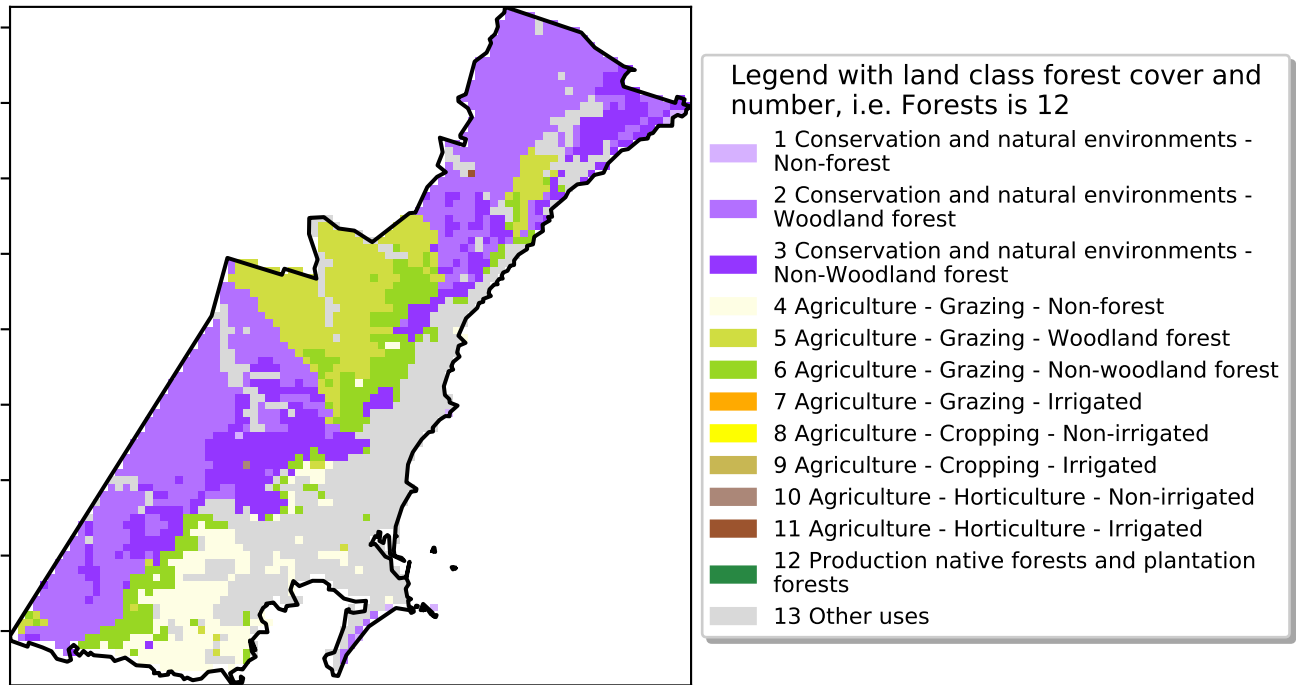 Legend with land class forest cover and
number, i.e. Forests is 12
1 Conservation and natural environments -
Non-forest
2 Conservation and natural environments -
Woodland forest
3 Conservation and natural environments -
Non-Woodland forest
4 Agriculture - Grazing - Non-forest
5 Agriculture - Grazing - Woodland forest
6 Agriculture - Grazing - Non-woodland forest
7 Agriculture - Grazing - Irrigated
8 Agriculture - Cropping - Non-irrigated
9 Agriculture - Cropping - Irrigated
10 Agriculture - Horticulture - Non-irrigated
11 Agriculture - Horticulture - Irrigated
12 Production native forests and plantation
forests
13 Other uses